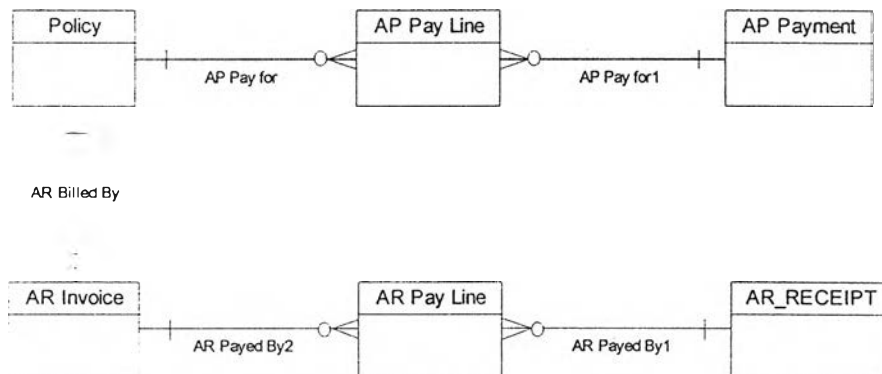 Policy
AP Pay Line
AP Payment
AP Pay for
AP Pay for1
AR Billed By
AR Invoice
AR Pay Line
AR_RECEIPT
AR Payed By2
AR Payed By1